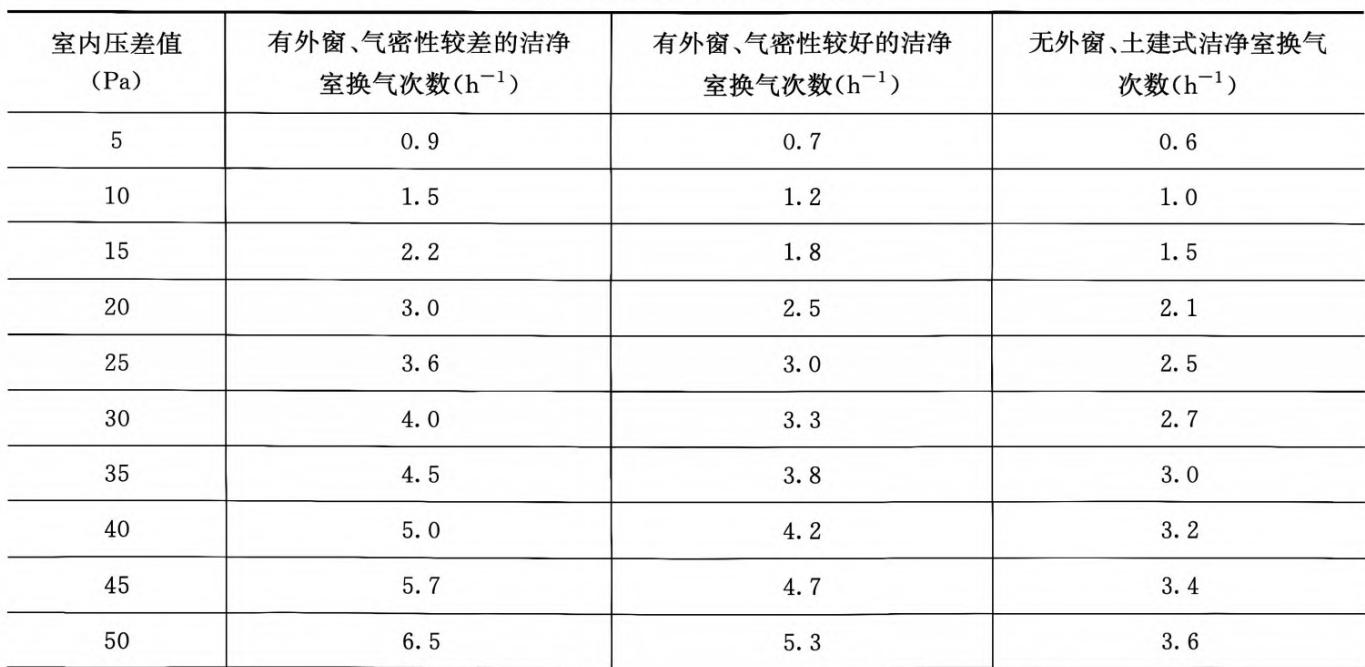 室内压差值 有外窗、气密性较差的洁净 有外窗、气密性较好的洁净 无外窗、土建式洁净室换气
(Pa) 室换气次数(h⁻¹) 室换气次数(h⁻¹) 次数(h⁻¹)
5 0.9 0.7 0.6
10 1.5 1.2 1.0
15 2.2 1.8 1.5
20 3.0 2.5 2.1
25 3.6 3.0 2.5
30 4.0 3.3 2.7
35 4.5 3.8 3.0
40 5.0 4.2 3.2
45 5.7 4.7 3.4
50 6.5 5.3 3.6